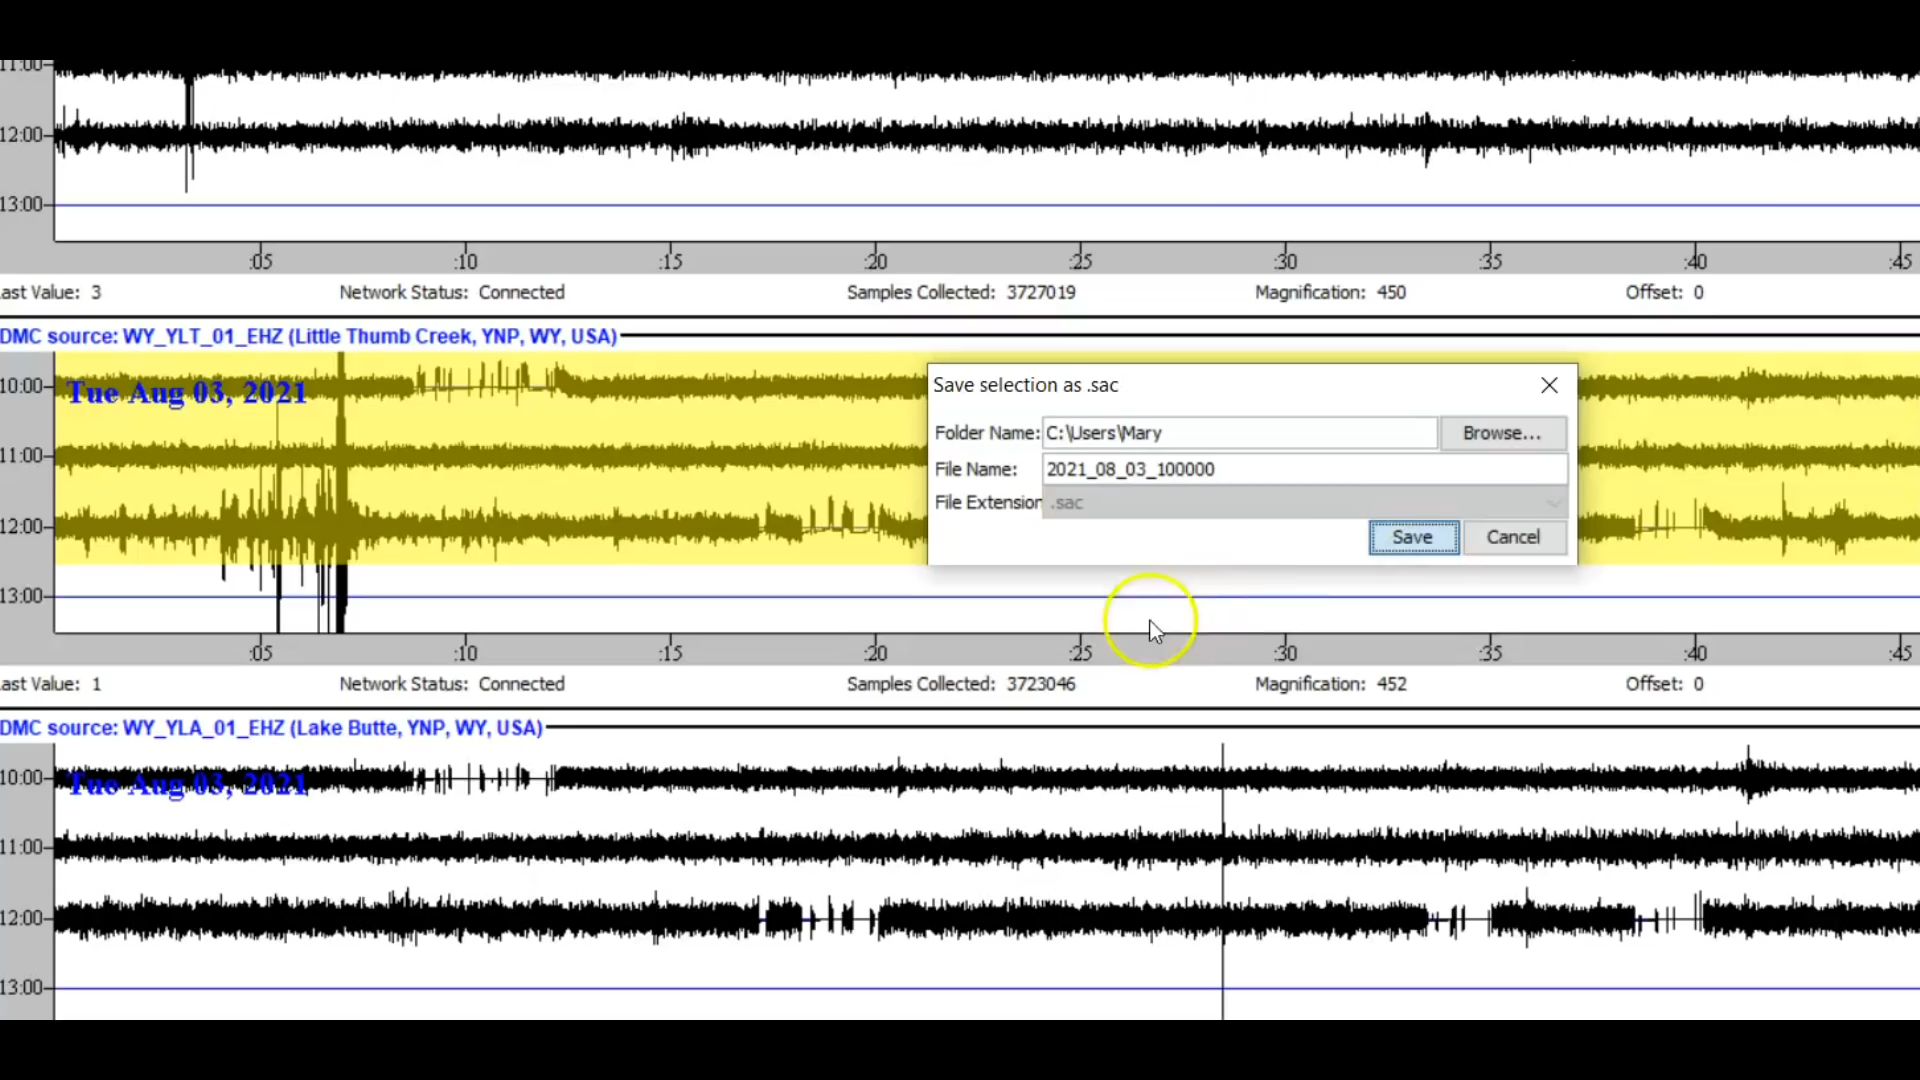 11:00
12:00
13:00
:05 :10 :15 :20 :25 :30 :35 :40 :45
ast Value: 3 Network Status: Connected Samples Collected: 3727019 Magnification: 450 Offset: 0
DMC source: WY_YLT_01_EHZ (Little Thumb Creek, YNP, WY, USA)
10:00
Tue Aug 03, 2021
11:00
12:00
13:00
Save selection as .sac
Folder Name: C:\Users\Mary Browse...
File Name: 2021_08_03_100000
File Extension .sac
Save Cancel
:05 :10 :15 :20 :25 :30 :35 :40 :45
ast Value: 1 Network Status: Connected Samples Collected: 3723046 Magnification: 452 Offset: 0
DMC source: WY_YLA_01_EHZ (Lake Butte, YNP, WY, USA)
10:00
Tue Aug 03, 2021
11:00
12:00
13:00